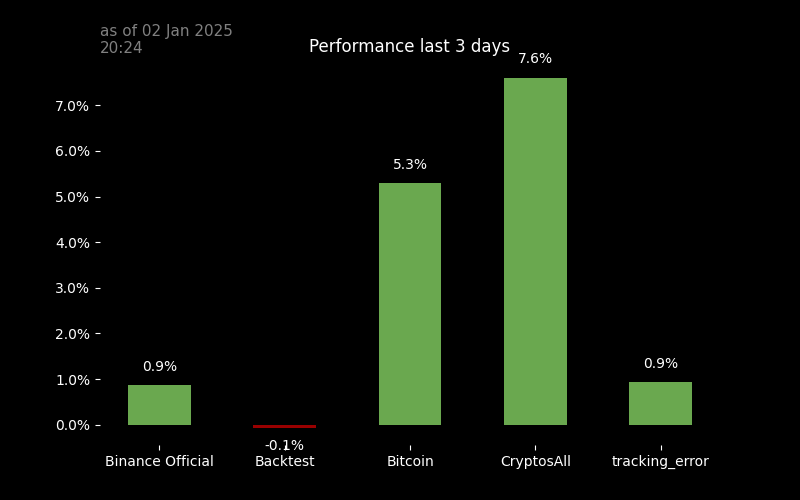 as of 02 Jan 2025
20:24
Performance last 3 days
7.6%
7.0%
6.0%
5.3%
5.0%
4.0%
3.0%
2.0%
0.9%
0.9%
1.0%
0.0%
-0.1%
Binance Official
Backtest
Bitcoin
CryptosAll
tracking_error